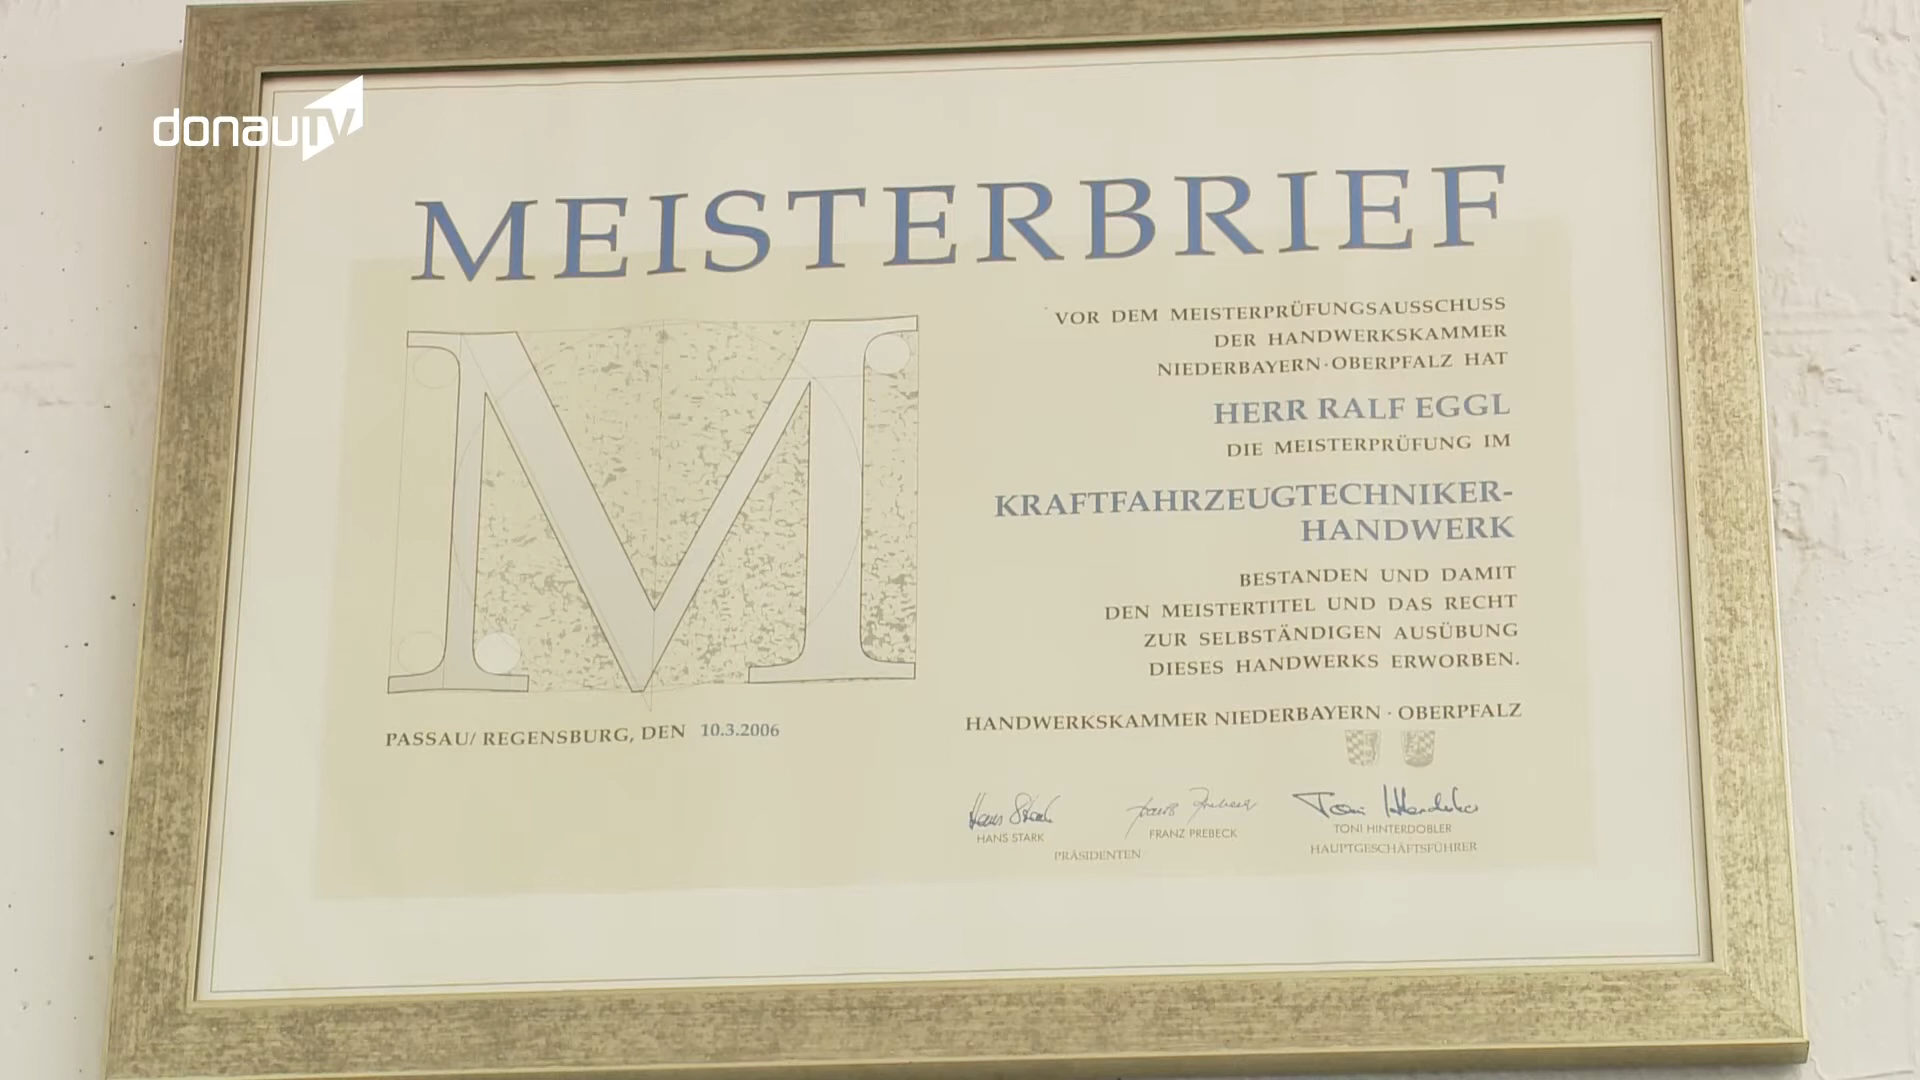 donauTV
MEISTERBRIEF
VOR DEM MEISTERPRÜFUNGSAUSSCHUSS
DER HANDWERKSKAMMER
NIEDERBAYERN·OBERPFALZ HAT
HERR RALF EGGL
DIE MEISTERPRÜFUNG IM
KRAFTFAHRZEUGTECHNIKER-
HANDWERK
BESTANDEN UND DAMIT
DEN MEISTERTITEL UND DAS RECHT
ZUR SELBSTÄNDIGEN AUSÜBUNG
DIESES HANDWERKS ERWORBEN.
M
PASSAU/ REGENSBURG, DEN 10.3.2006
HANDWERKSKAMMER NIEDERBAYERN · OBERPFALZ
Hans Stark
HANS STARK
FRANZ PREBECK
PRÄSIDENTEN
TONI HINTERDOBLER
HAUPTGESCHÄFTSFÜHRER